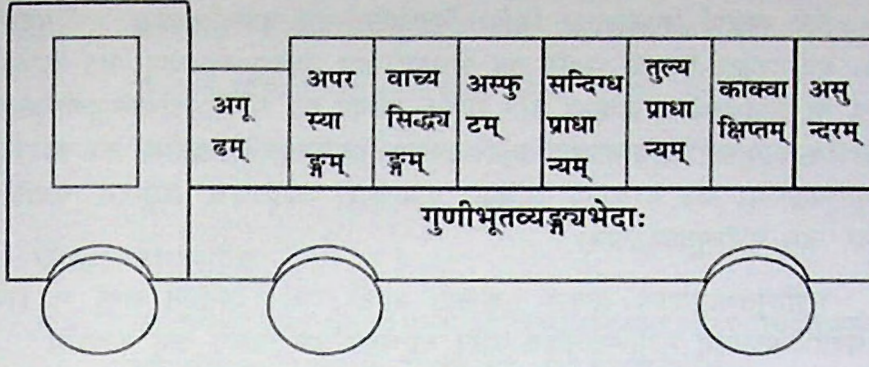 अगू
ढम्
अपर
स्या
ङ्गम्
वाच्य
सिद्ध्य
ङ्गम्
अस्फु
टम्
सन्दिग्ध
प्राधा
न्यम्
तुल्य
प्राधा
न्यम्
काक्वा
क्षिप्तम्
असु
न्दरम्
गुणीभूतव्यङ्ग्यभेदाः